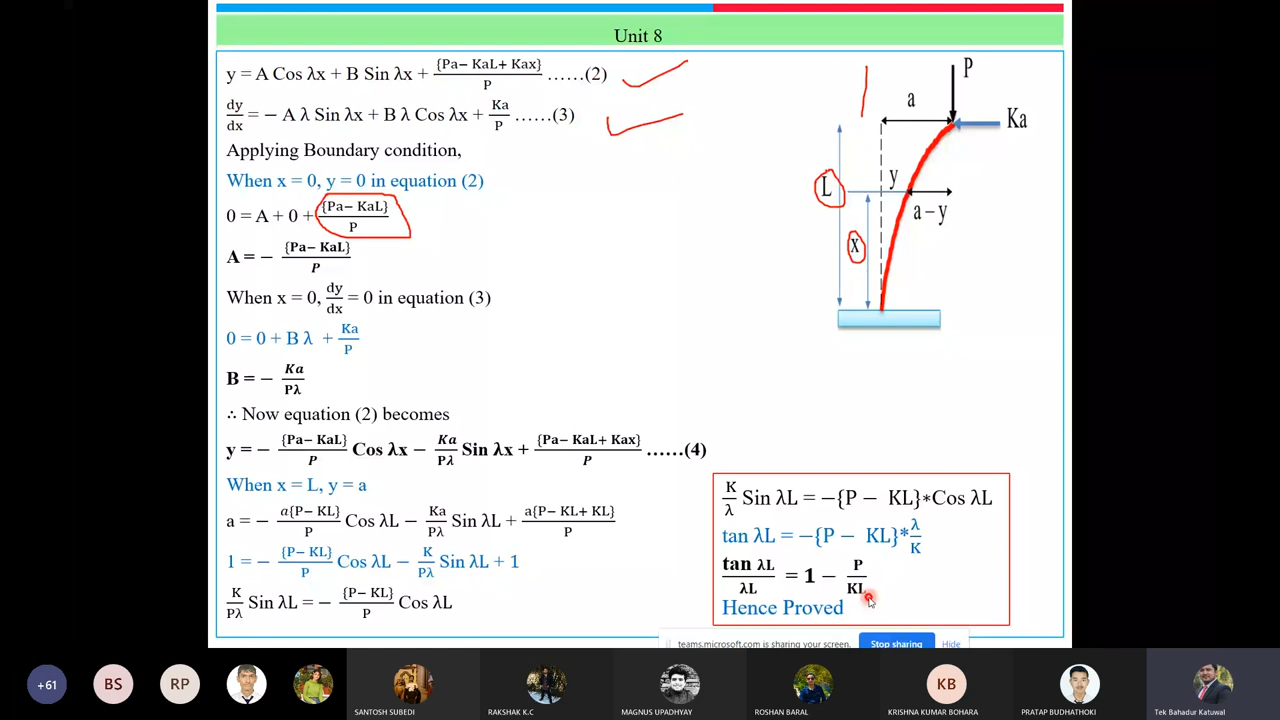 Unit 8
y = A Cos λx + B Sin λx + {Pa− KaL+ Kax}/P ……(2)
dy/dx = − A λ Sin λx + B λ Cos λx + Ka/P ……(3)
Applying Boundary condition,
When x = 0, y = 0 in equation (2)
0 = A + 0 + {Pa− KaL}/P
A = − {Pa− KaL}/P
When x = 0, dy/dx = 0 in equation (3)
0 = 0 + B λ + Ka/P
B = − Ka/Pλ
∴ Now equation (2) becomes
y = − {Pa− KaL}/P Cos λx − Ka/Pλ Sin λx + {Pa− KaL+ Kax}/P ……(4)
When x = L, y = a
a = − a{P− KL}/P Cos λL − Ka/Pλ Sin λL + a{P− KL+ KL}/P
1 = − {P− KL}/P Cos λL − K/Pλ Sin λL + 1
K/Pλ Sin λL = − {P− KL}/P Cos λL
P
a
Ka
L
y
a − y
x
K/λ Sin λL = −{P − KL}∗Cos λL
tan λL = −{P − KL}*λ/K
tan λL/λL = 1 − P/KL
Hence Proved
teams.microsoft.com is sharing your screen.
Stop sharing
Hide
+61
BS
RP
SANTOSH SUBEDI
RAKSHAK K.C
MAGNUS UPADHYAY
ROSHAN BARAL
KB
KRISHNA KUMAR BOHARA
PRATAP BUDHATHOKI
Tek Bahadur Katuwal